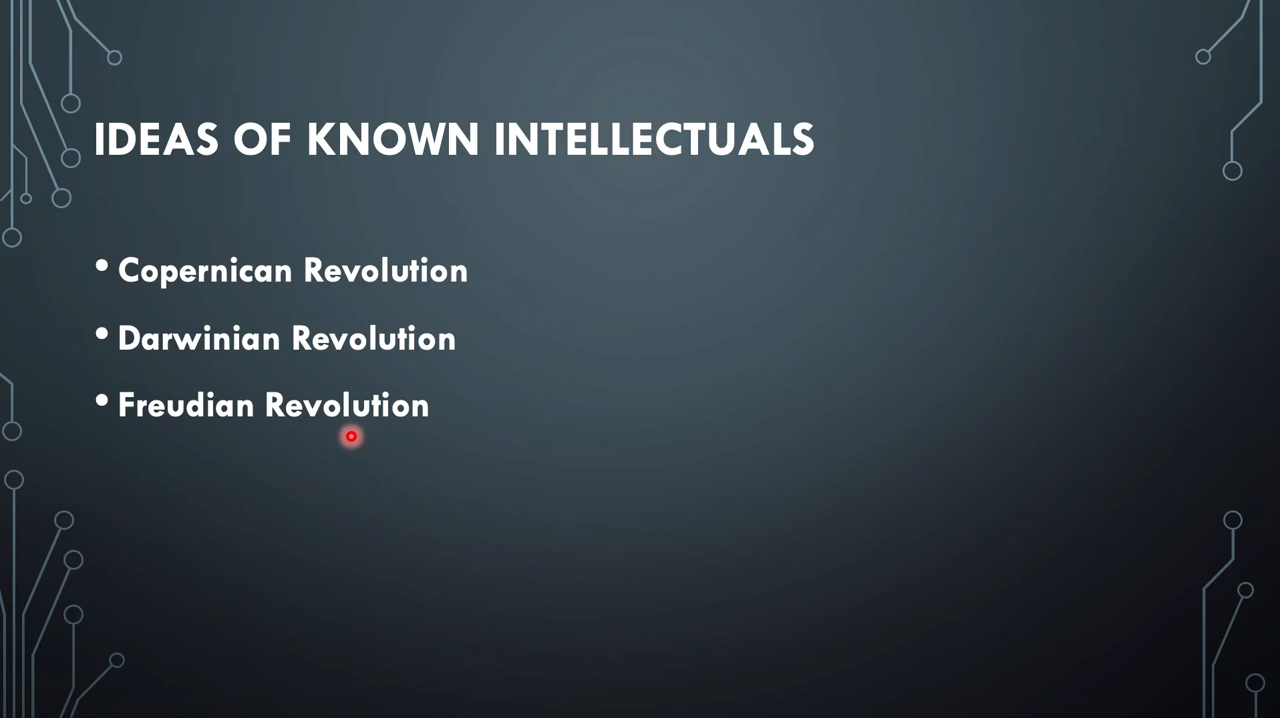 IDEAS OF KNOWN INTELLECTUALS
• Copernican Revolution
• Darwinian Revolution
• Freudian Revolution